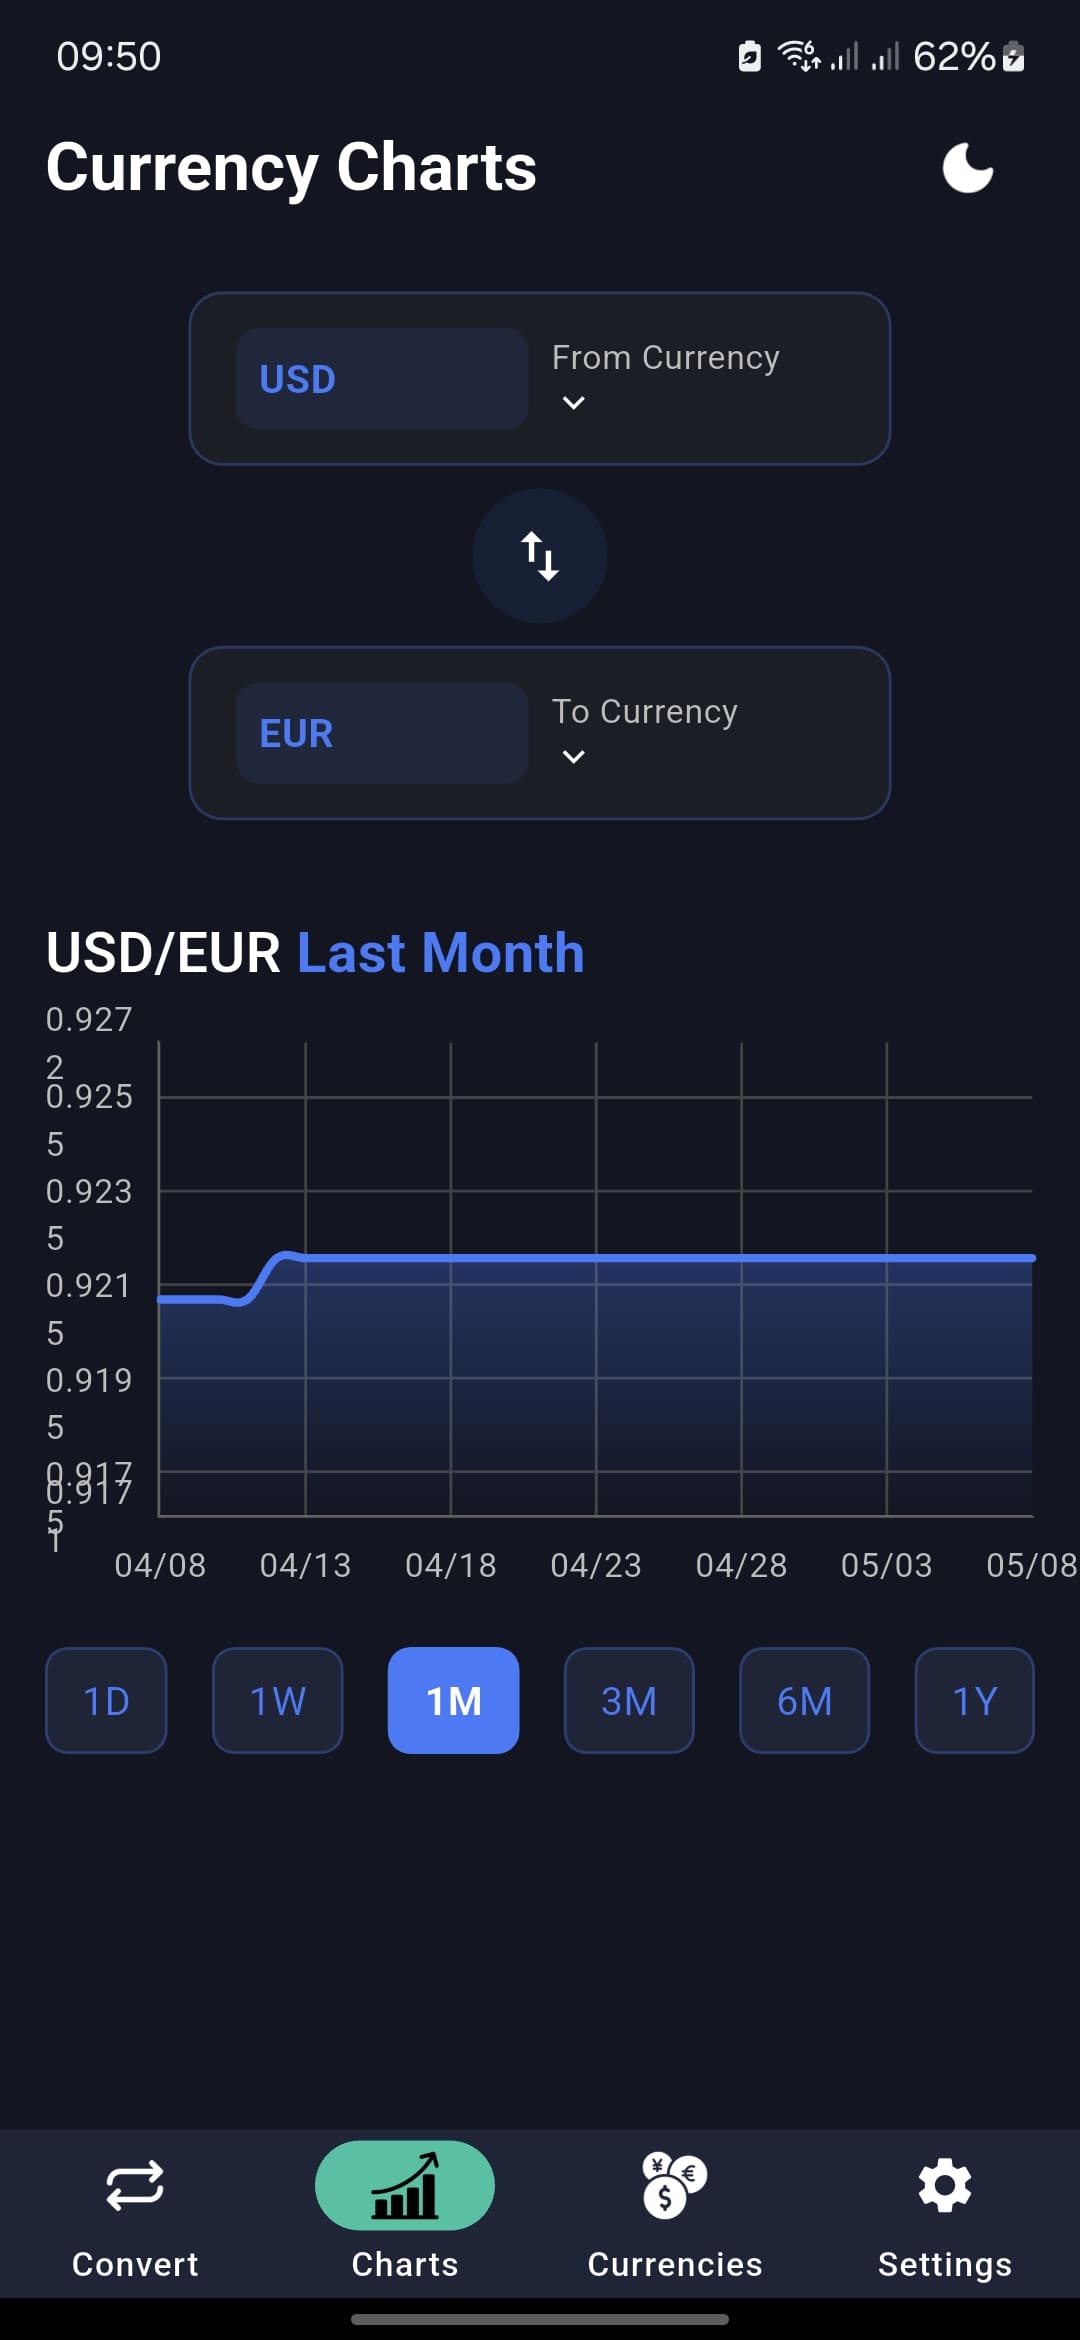 09:50 62%
Currency Charts
USD From Currency
EUR To Currency
USD/EUR Last Month
0.927
2
0.925
5
0.923
5
0.921
5
0.919
5
0.917
5
0.917
1
04/08 04/13 04/18 04/23 04/28 05/03 05/08
1D 1W 1M 3M 6M 1Y
Convert Charts Currencies Settings